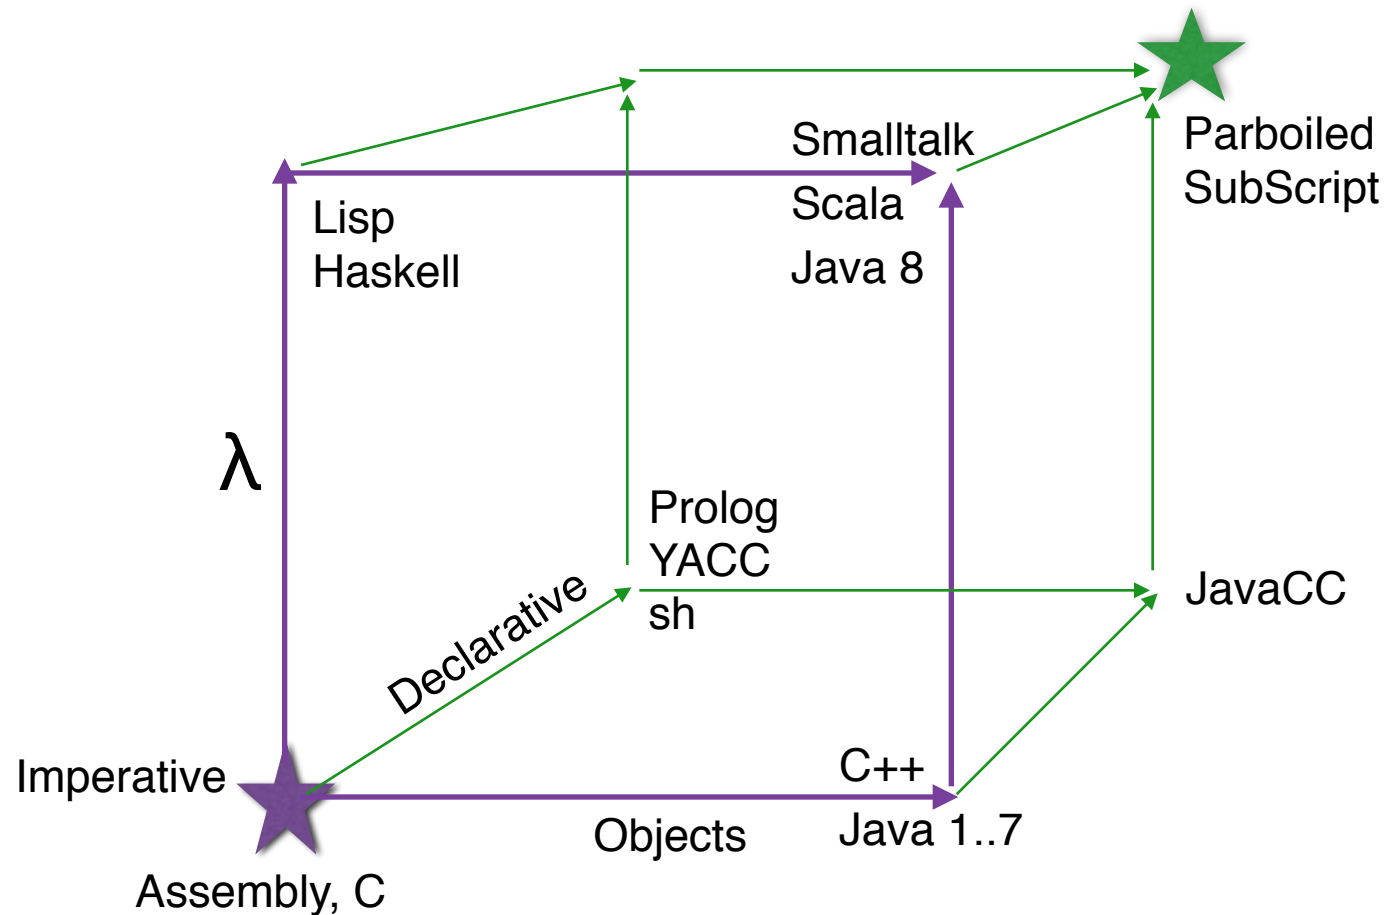 Smalltalk
Scala
Java 8
Parboiled
SubScript
Lisp
Haskell
λ
Prolog
YACC
sh
Declarative
JavaCC
Imperative
C++
Java 1..7
Objects
Assembly, C